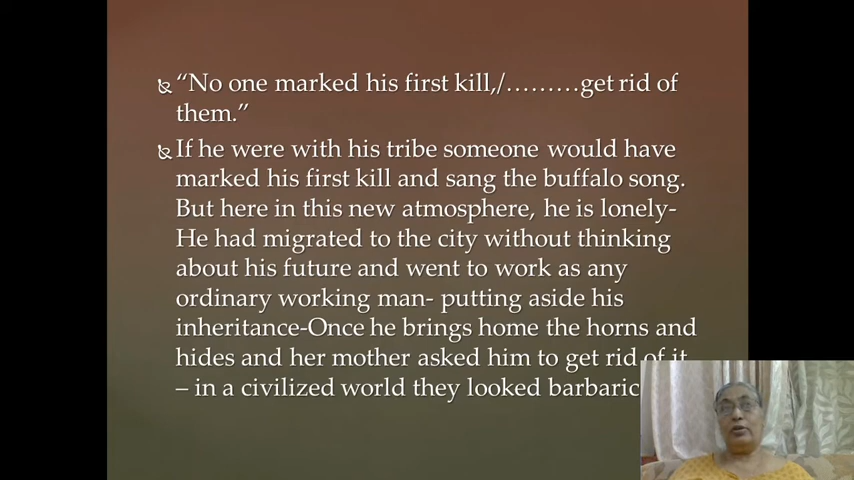 “No one marked his first kill,/………get rid of
them.”
If he were with his tribe someone would have
marked his first kill and sang the buffalo song.
But here in this new atmosphere, he is lonely-
He had migrated to the city without thinking
about his future and went to work as any
ordinary working man- putting aside his
inheritance-Once he brings home the horns and
hides and her mother asked him to get rid of it
– in a civilized world they looked barbaric